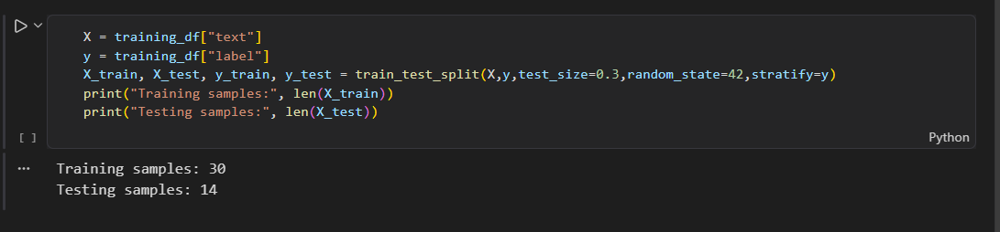 X = training_df["text"]
y = training_df["label"]
X_train, X_test, y_train, y_test = train_test_split(X,y,test_size=0.3,random_state=42,stratify=y)
print("Training samples:", len(X_train))
print("Testing samples:", len(X_test))
[ ]
Python
...
Training samples: 30
Testing samples: 14